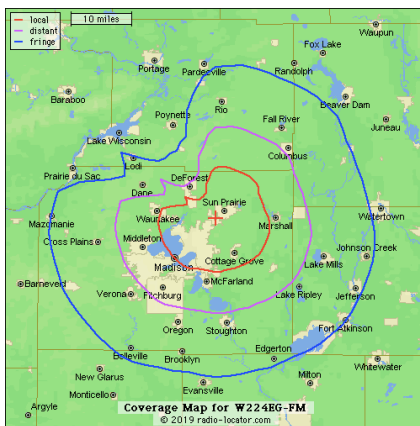 local
distant
fringe
10 miles
Waupun
Fox Lake
Portage
Pardeeville
Randolph
Baraboo
Beaver Dam
Rio
Poynette
Fall River
Juneau
Lake Wisconsin
Columbus
Lodi
Prairie du Sac
DeForest
Dane
Sun Prairie
Waunakee
Marshall
Watertown
Mazomanie
Cross Plains
Middleton
Johnson Creek
Cottage Grove
Lake Mills
Madison
McFarland
Barneveld
Verona
Fitchburg
Lake Ripley
Jefferson
Oregon
Stoughton
Fort Atkinson
Belleville
Brooklyn
Edgerton
Whitewater
New Glarus
Evansville
Milton
Monticello
Argyle
Coverage Map for W224EG-FM
© 2019 radio-locator.com